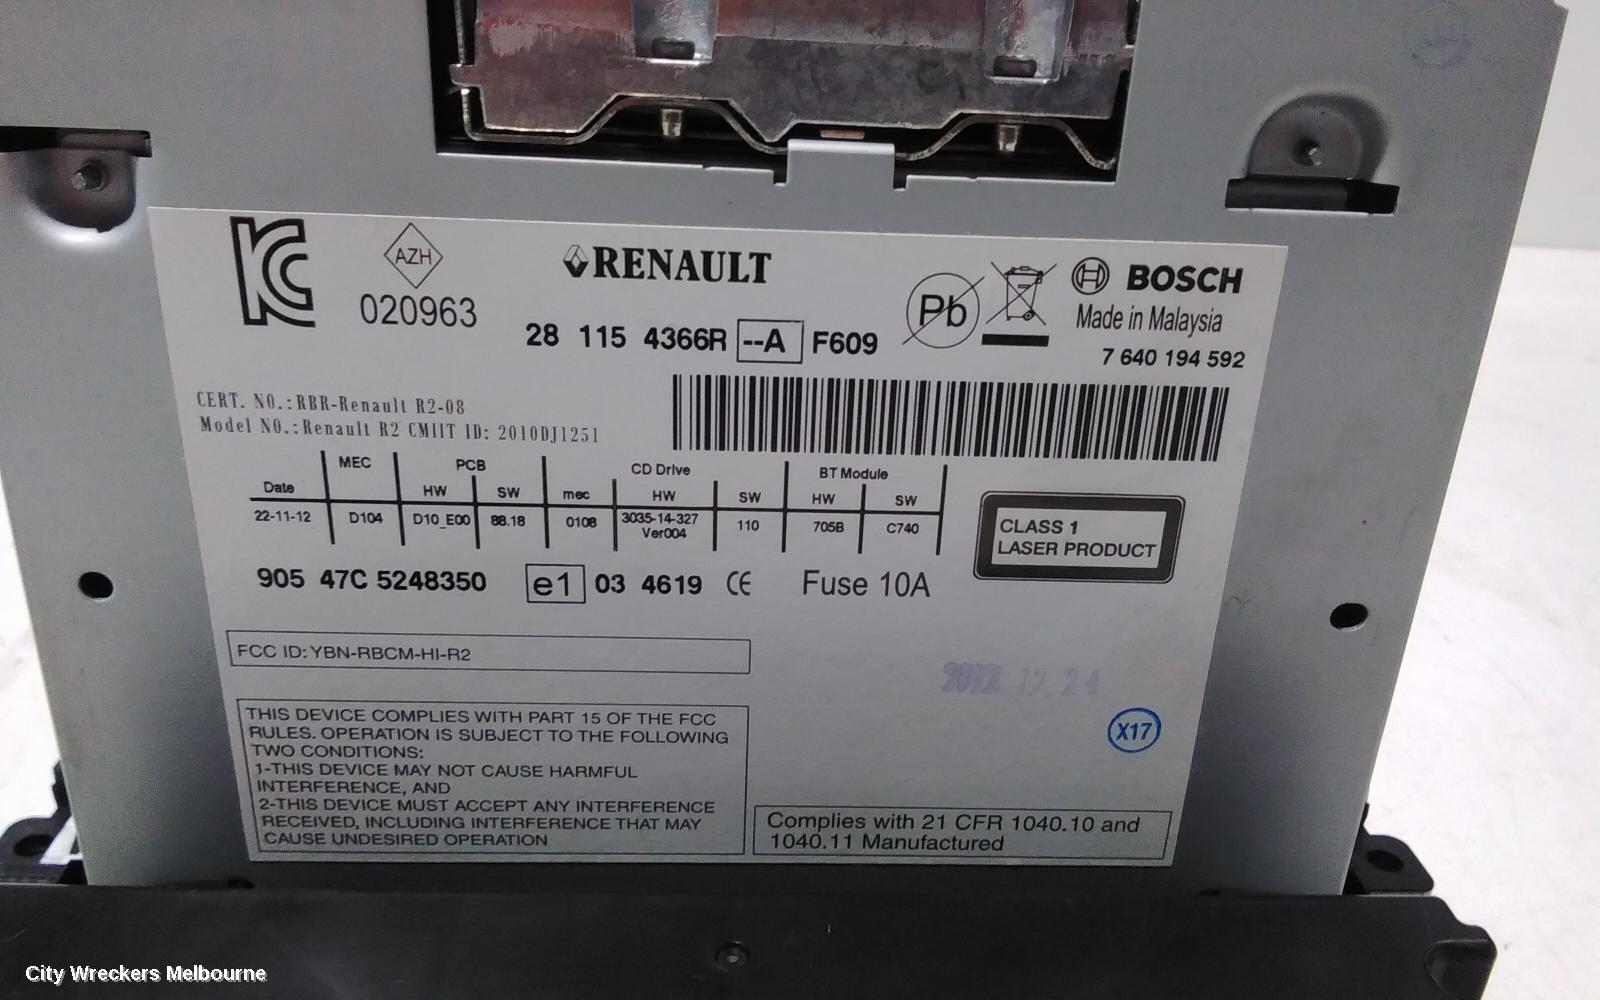 AZH
020963
RENAULT
28 115 4366R --A F609
Pb
BOSCH
Made in Malaysia
7 640 194 592
CERT. NO.:RBR-Renault R2-08
Model NO.:Renault R2 CMIIT ID: 2010DJ1251
MEC PCB CD Drive BT Module
Date HW SW mec HW SW HW SW
22-11-12 D104 D10_E00 88.18 0108 3035-14-327 110 705B C740
Ver004
CLASS 1
LASER PRODUCT
905 47C 5248350 e1 03 4619 CE Fuse 10A
FCC ID: YBN-RBCM-HI-R2
2012. 12. 24
X17
THIS DEVICE COMPLIES WITH PART 15 OF THE FCC
RULES. OPERATION IS SUBJECT TO THE FOLLOWING
TWO CONDITIONS:
1-THIS DEVICE MAY NOT CAUSE HARMFUL
INTERFERENCE, AND
2-THIS DEVICE MUST ACCEPT ANY INTERFERENCE
RECEIVED, INCLUDING INTERFERENCE THAT MAY
CAUSE UNDESIRED OPERATION
Complies with 21 CFR 1040.10 and
1040.11 Manufactured
City Wreckers Melbourne